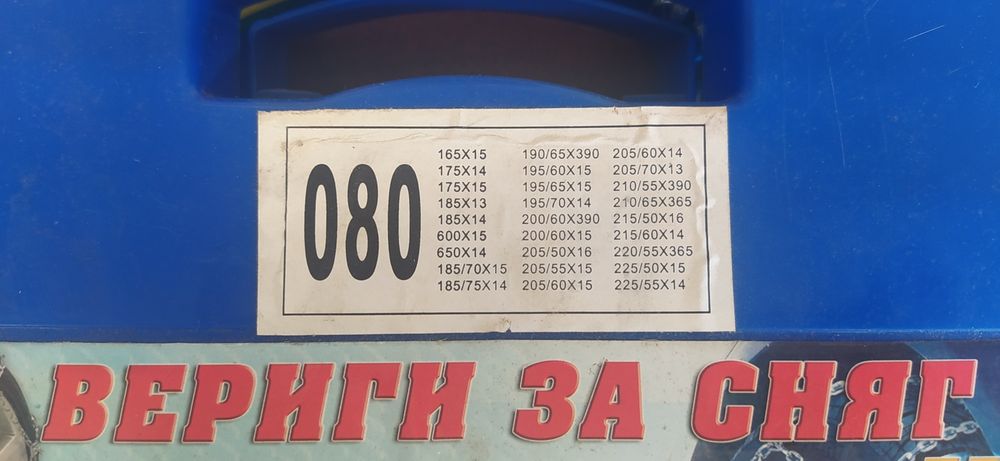 080
165X15 190/65X390 205/60X14
175X14 195/60X15 205/70X13
175X15 195/65X15 210/55X390
185X13 195/70X14 210/65X365
185X14 200/60X390 215/50X16
600X15 200/60X15 215/60X14
650X14 205/50X16 220/55X365
185/70X15 205/55X15 225/50X15
185/75X14 205/60X15 225/55X14
ВЕРИГИ ЗА СНЯГ